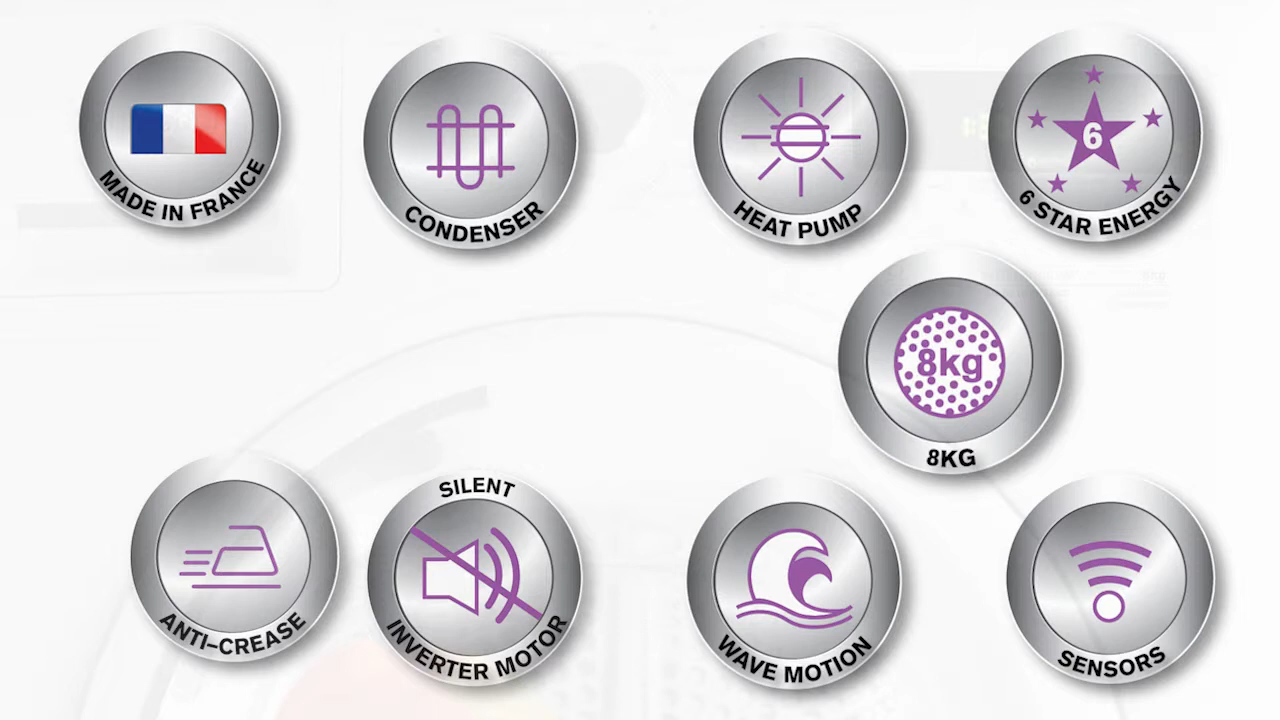 MADE IN FRANCE
CONDENSER
HEAT PUMP
6
6 STAR ENERGY
8kg
8KG
ANTI-CREASE
SILENT
INVERTER MOTOR
WAVE MOTION
SENSORS